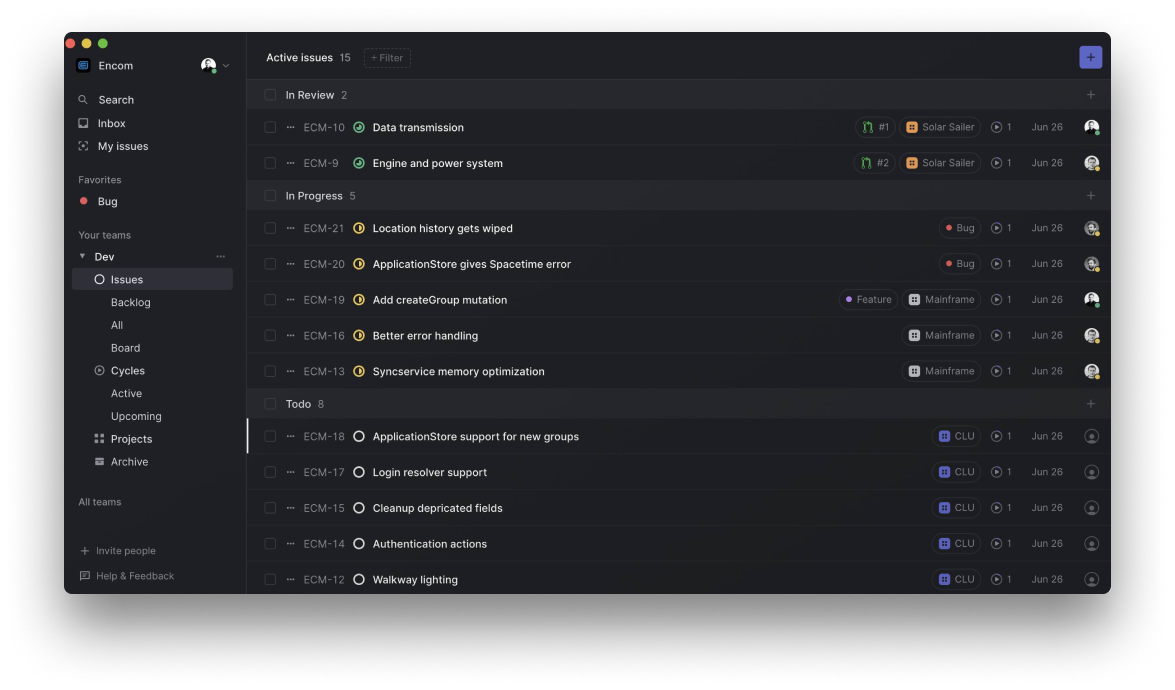 Encom
Search
Inbox
My issues
Favorites
Bug
Your teams
Dev
Issues
Backlog
All
Board
Cycles
Active
Upcoming
Projects
Archive
All teams
+ Invite people
Help & Feedback
Active issues 15 + Filter
In Review 2
ECM-10 Data transmission #1 Solar Sailer 1 Jun 26
ECM-9 Engine and power system #2 Solar Sailer 1 Jun 26
In Progress 5
ECM-21 Location history gets wiped Bug 1 Jun 26
ECM-20 ApplicationStore gives Spacetime error Bug 1 Jun 26
ECM-19 Add createGroup mutation Feature Mainframe 1 Jun 26
ECM-16 Better error handling Mainframe 1 Jun 26
ECM-13 Syncservice memory optimization Mainframe 1 Jun 26
Todo 8
ECM-18 ApplicationStore support for new groups CLU 1 Jun 26
ECM-17 Login resolver support CLU 1 Jun 26
ECM-15 Cleanup depricated fields CLU 1 Jun 26
ECM-14 Authentication actions CLU 1 Jun 26
ECM-12 Walkway lighting CLU 1 Jun 26